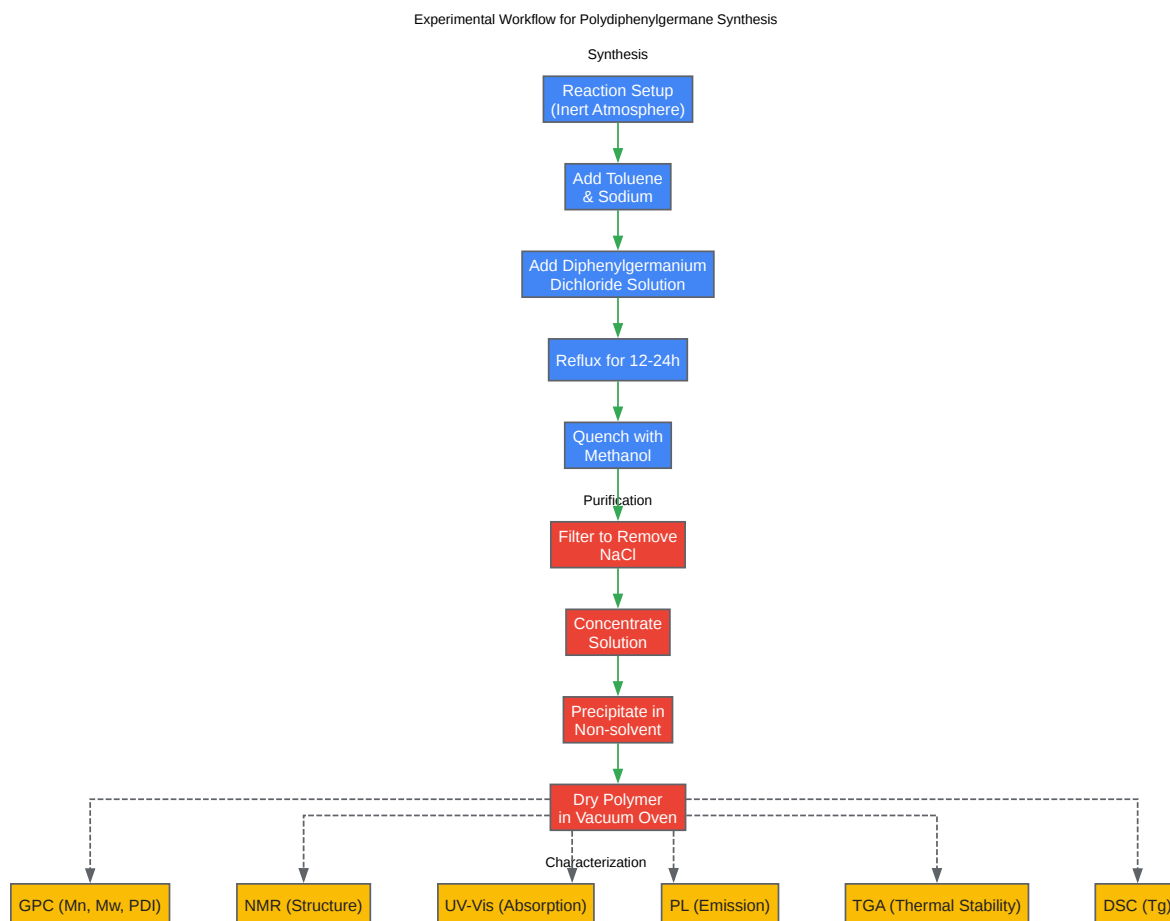 Experimental Workflow for Polydiphenylgermane Synthesis
Synthesis
Reaction Setup
(Inert Atmosphere)
Add Toluene
& Sodium
Add Diphenylgermanium
Dichloride Solution
Reflux for 12-24h
Quench with
Methanol
Purification
Filter to Remove
NaCl
Concentrate
Solution
Precipitate in
Non-solvent
Dry Polymer
in Vacuum Oven
Characterization
GPC (Mn, Mw, PDI)
NMR (Structure)
UV-Vis (Absorption)
PL (Emission)
TGA (Thermal Stability)
DSC (Tg)